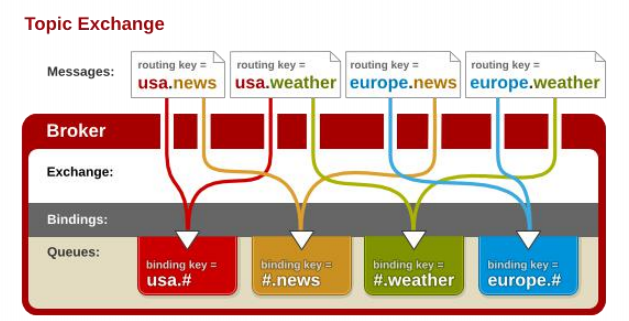 Topic Exchange
Messages:
routing key =
usa.news
routing key =
usa.weather
routing key =
europe.news
routing key =
europe.weather
Broker
Exchange:
Bindings:
Queues:
binding key =
usa.#
binding key =
#.news
binding key =
#.weather
binding key =
europe.#